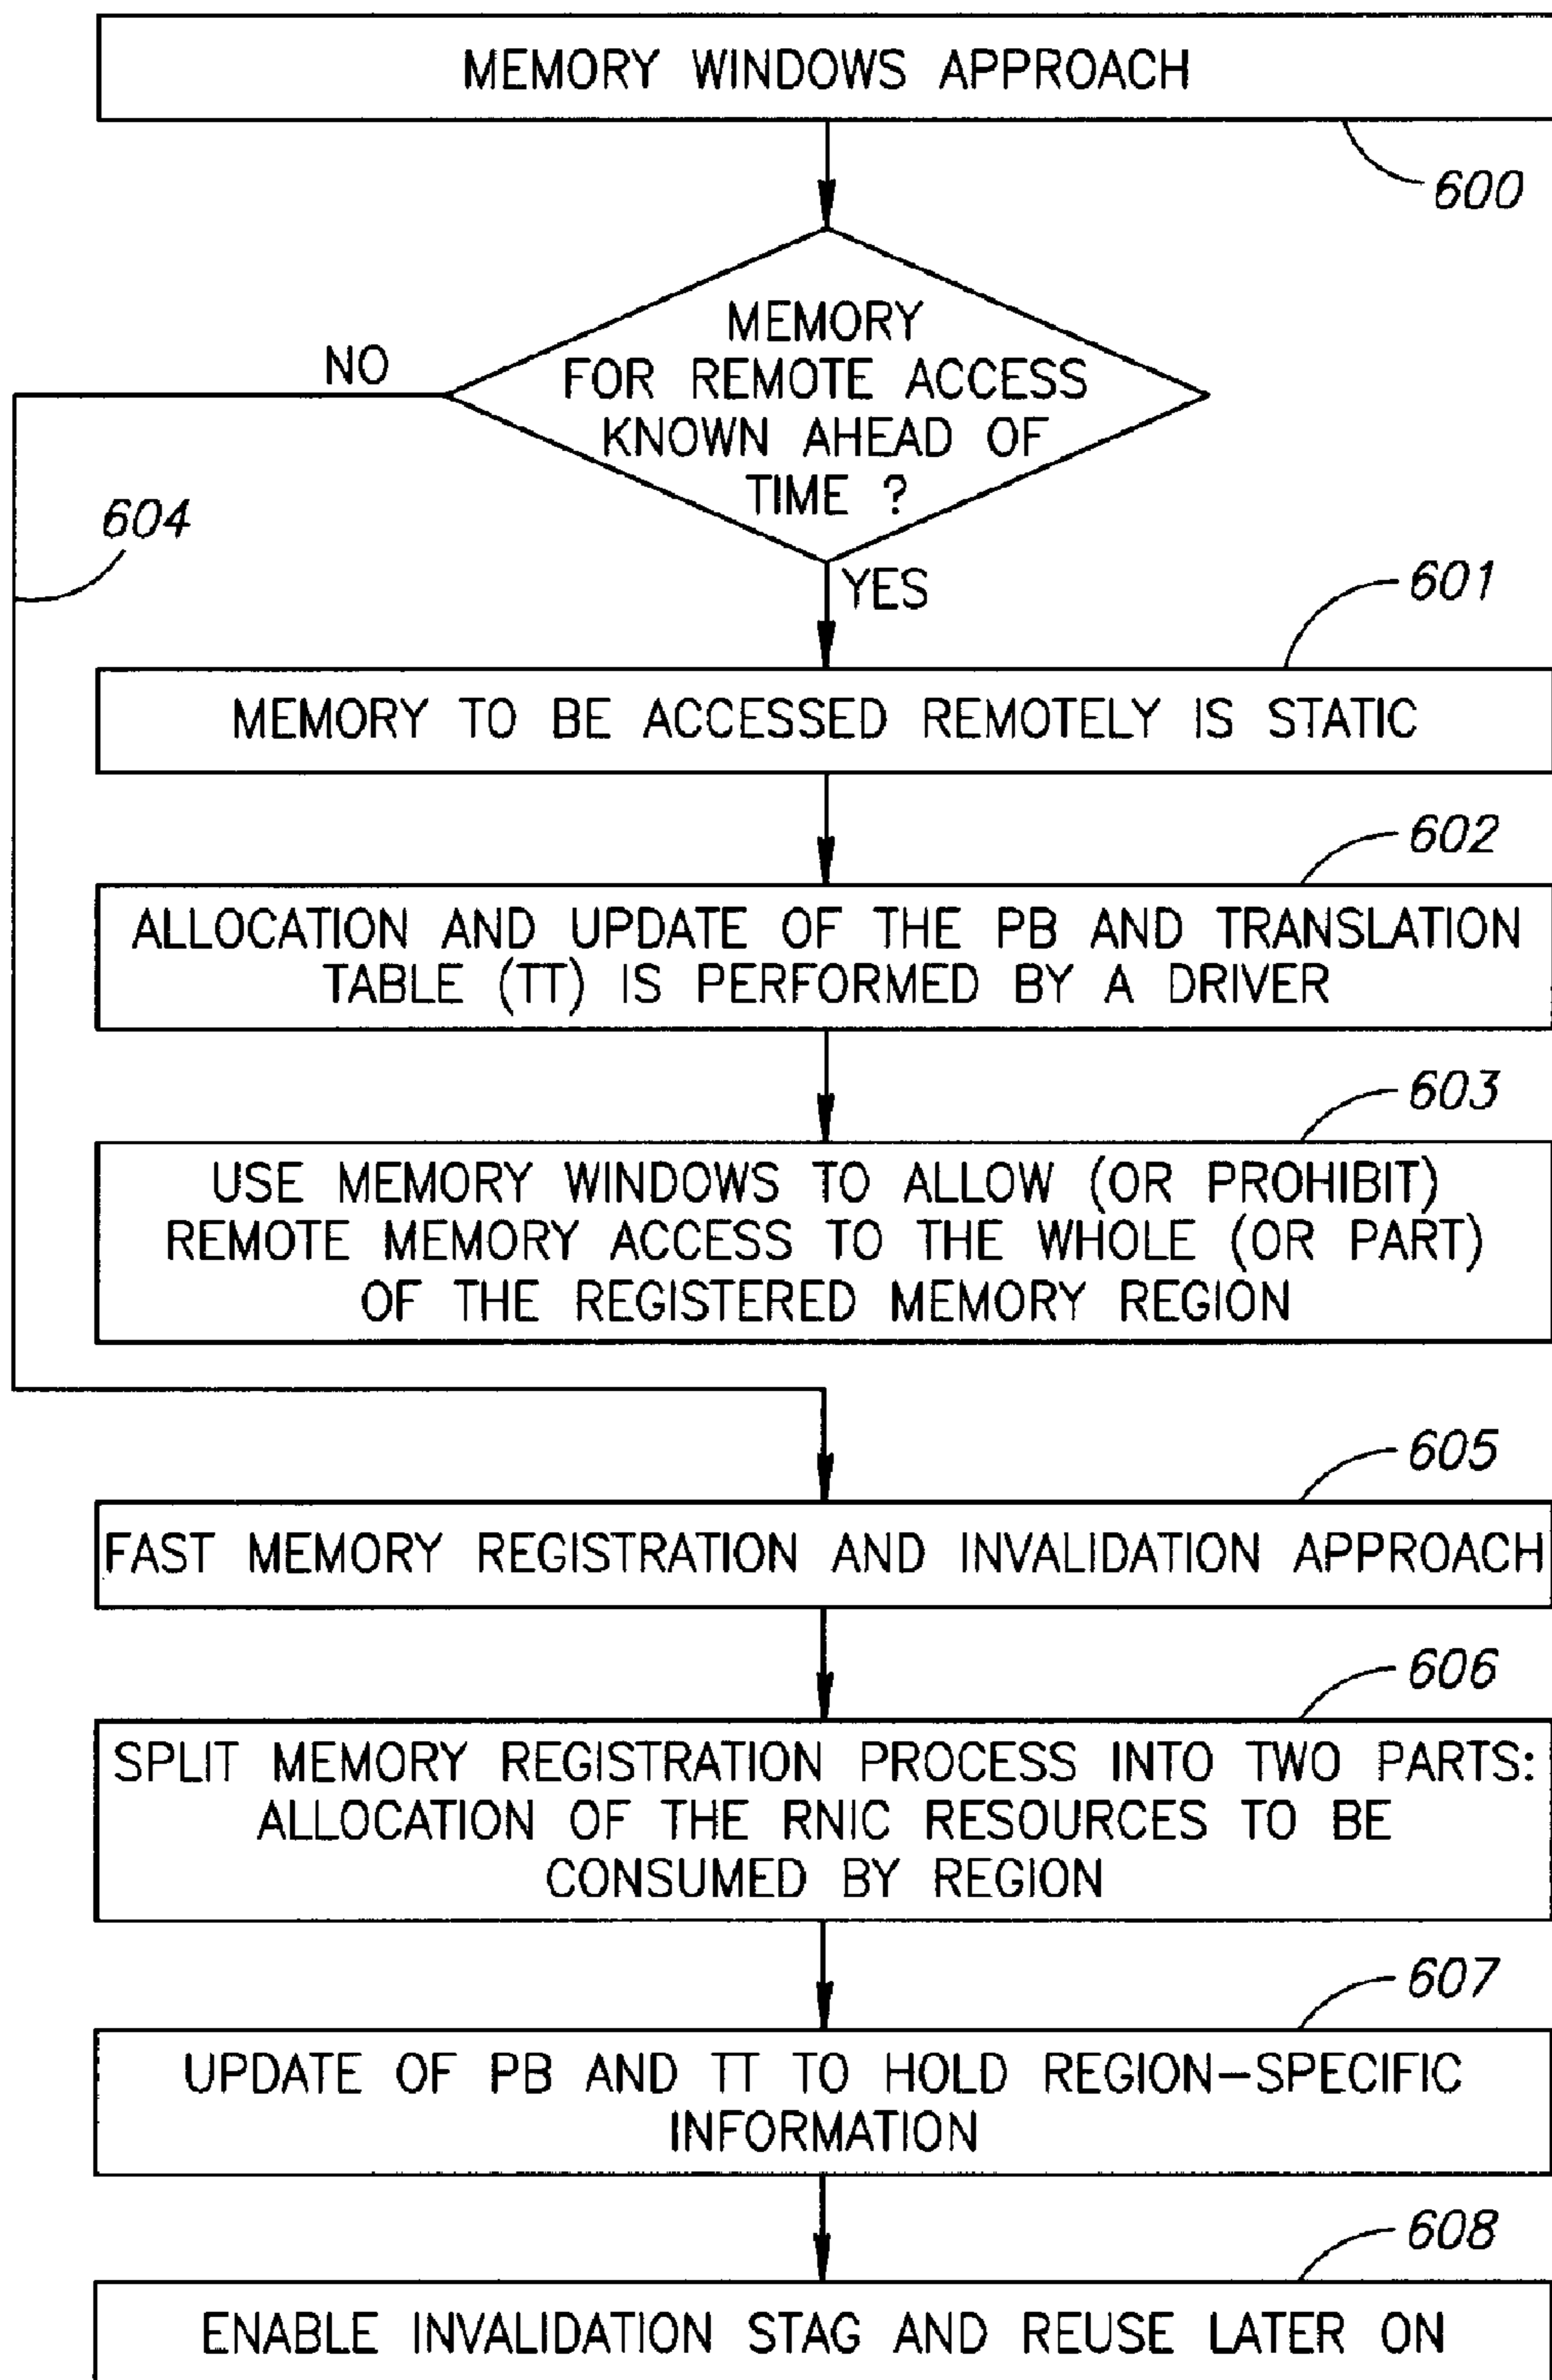 MEMORY WINDOWS APPROACH
600
MEMORY
FOR REMOTE ACCESS
KNOWN AHEAD OF
TIME ?
NO
604
YES
601
MEMORY TO BE ACCESSED REMOTELY IS STATIC
602
ALLOCATION AND UPDATE OF THE PB AND TRANSLATION
TABLE (TT) IS PERFORMED BY A DRIVER
603
USE MEMORY WINDOWS TO ALLOW (OR PROHIBIT)
REMOTE MEMORY ACCESS TO THE WHOLE (OR PART)
OF THE REGISTERED MEMORY REGION
605
FAST MEMORY REGISTRATION AND INVALIDATION APPROACH
606
SPLIT MEMORY REGISTRATION PROCESS INTO TWO PARTS:
ALLOCATION OF THE RNIC RESOURCES TO BE
CONSUMED BY REGION
607
UPDATE OF PB AND TT TO HOLD REGION-SPECIFIC
INFORMATION
608
ENABLE INVALIDATION STAG AND REUSE LATER ON